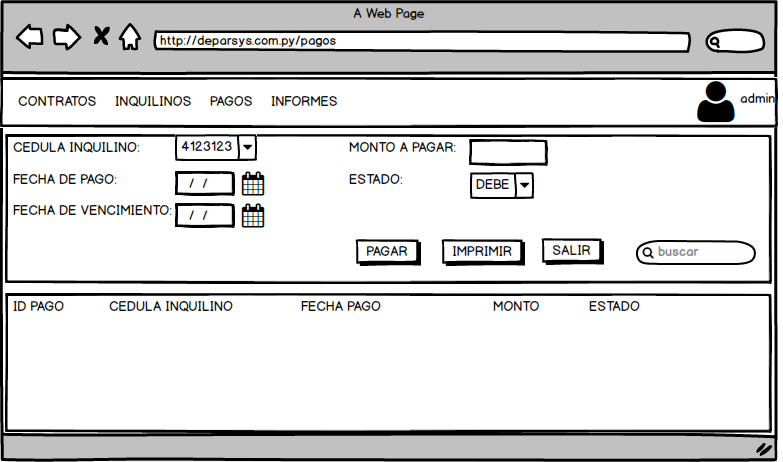 A Web Page
http://deparsys.com.py/pagos
CONTRATOS INQUILINOS PAGOS INFORMES admin
CEDULA INQUILINO: 4123123 MONTO A PAGAR:
FECHA DE PAGO: / / ESTADO: DEBE
FECHA DE VENCIMIENTO: / /
PAGAR IMPRIMIR SALIR buscar
ID PAGO CEDULA INQUILINO FECHA PAGO MONTO ESTADO